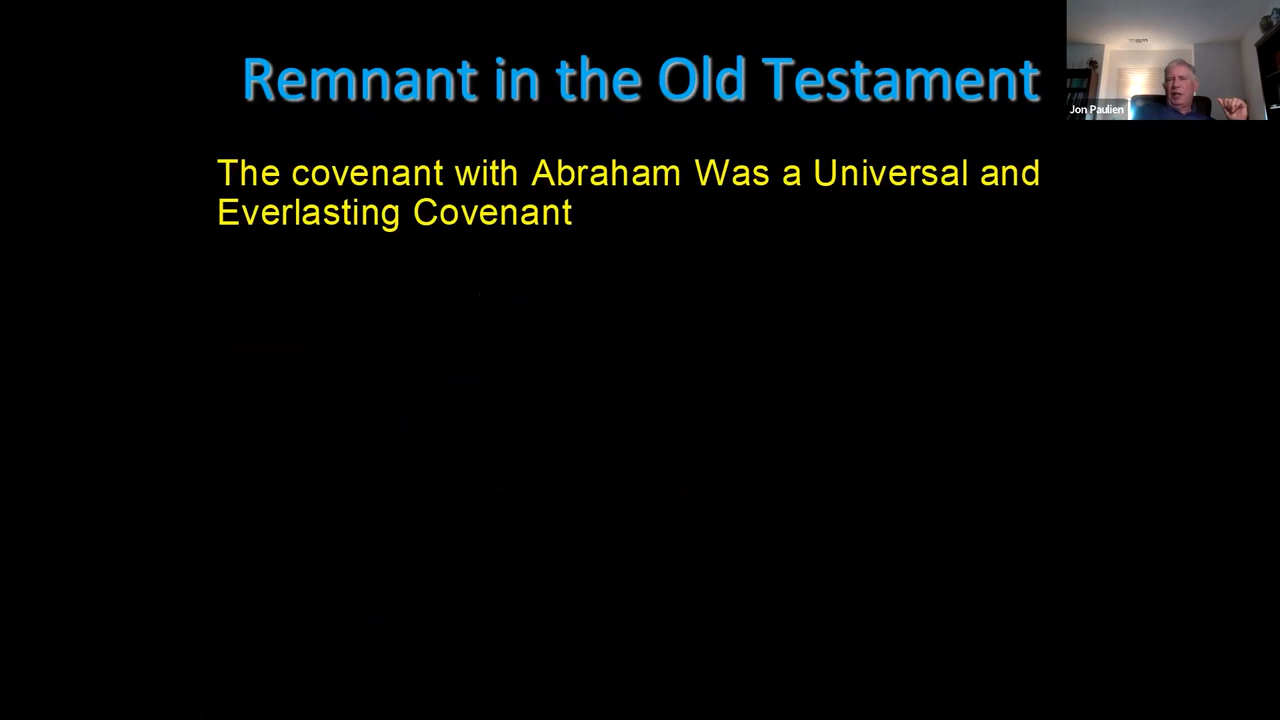 Remnant in the Old Testament
Jon Paulien
The covenant with Abraham Was a Universal and
Everlasting Covenant